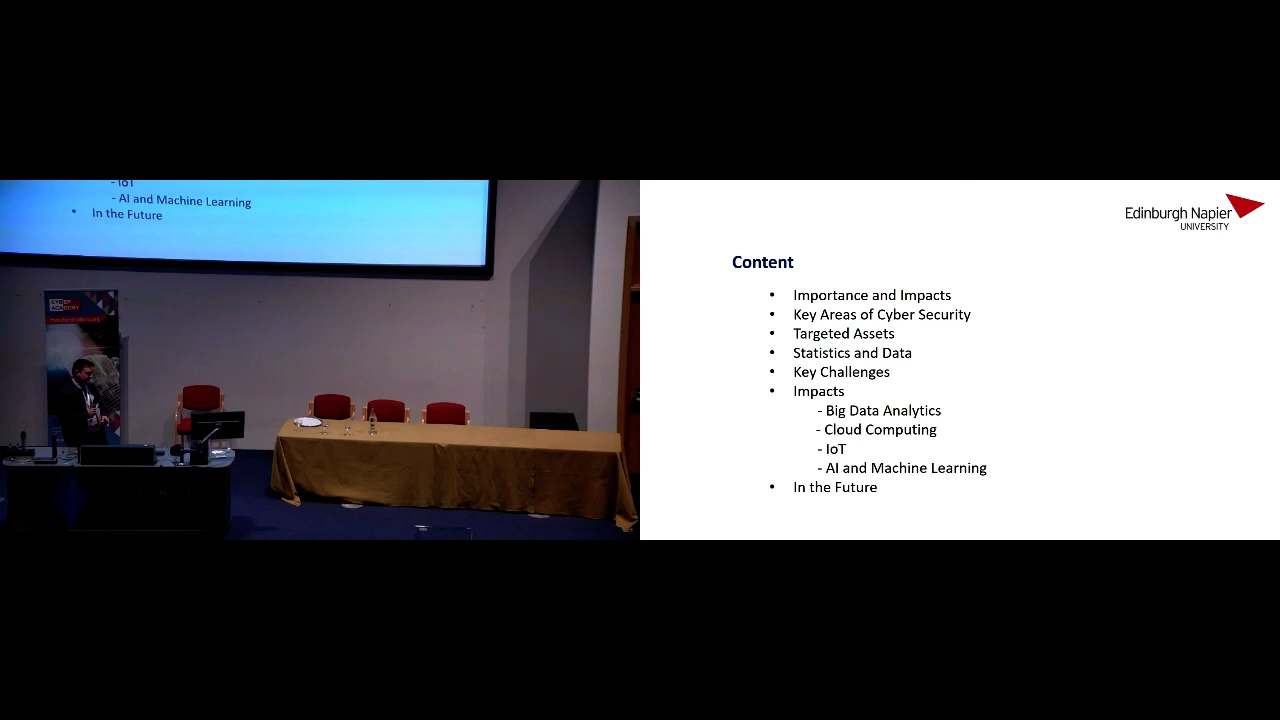 - IoT
- AI and Machine Learning
• In the Future
CYBER
ACADEMY
Edinburgh Napier
UNIVERSITY
Content
• Importance and Impacts
• Key Areas of Cyber Security
• Targeted Assets
• Statistics and Data
• Key Challenges
• Impacts
- Big Data Analytics
- Cloud Computing
- IoT
- AI and Machine Learning
• In the Future